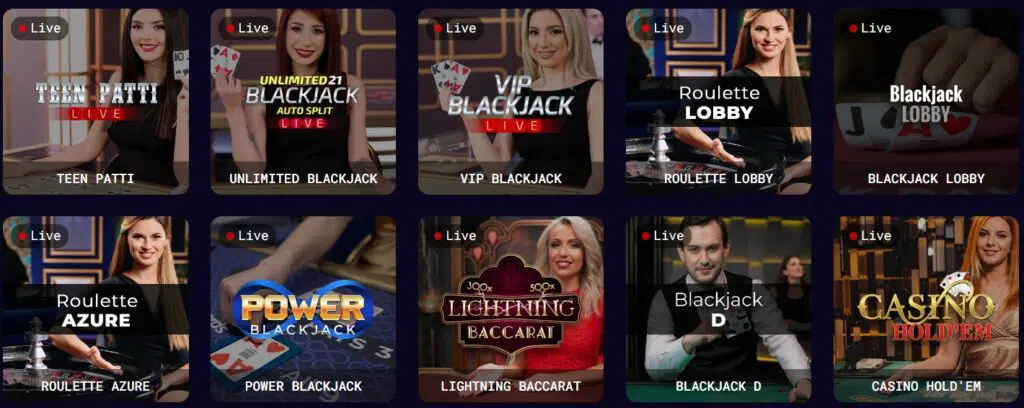 Live
TEEN PATTI
LIVE
TEEN PATTI
Live
UNLIMITED 21
BLACKJACK
AUTO SPLIT
LIVE
UNLIMITED BLACKJACK
Live
VIP
BLACKJACK
LIVE
VIP BLACKJACK
Live
Roulette
LOBBY
ROULETTE LOBBY
Live
Blackjack
LOBBY
J A
BLACKJACK LOBBY
Live
Roulette
AZURE
ROULETTE AZURE
POWER
BLACKJACK
3
POWER BLACKJACK
Live
300x 500x
LIGHTNING
BACCARAT
LIGHTNING BACCARAT
Live
Blackjack
D
BLACKJACK D
Live
CASINO
HOLD'EM
CASINO HOLD'EM